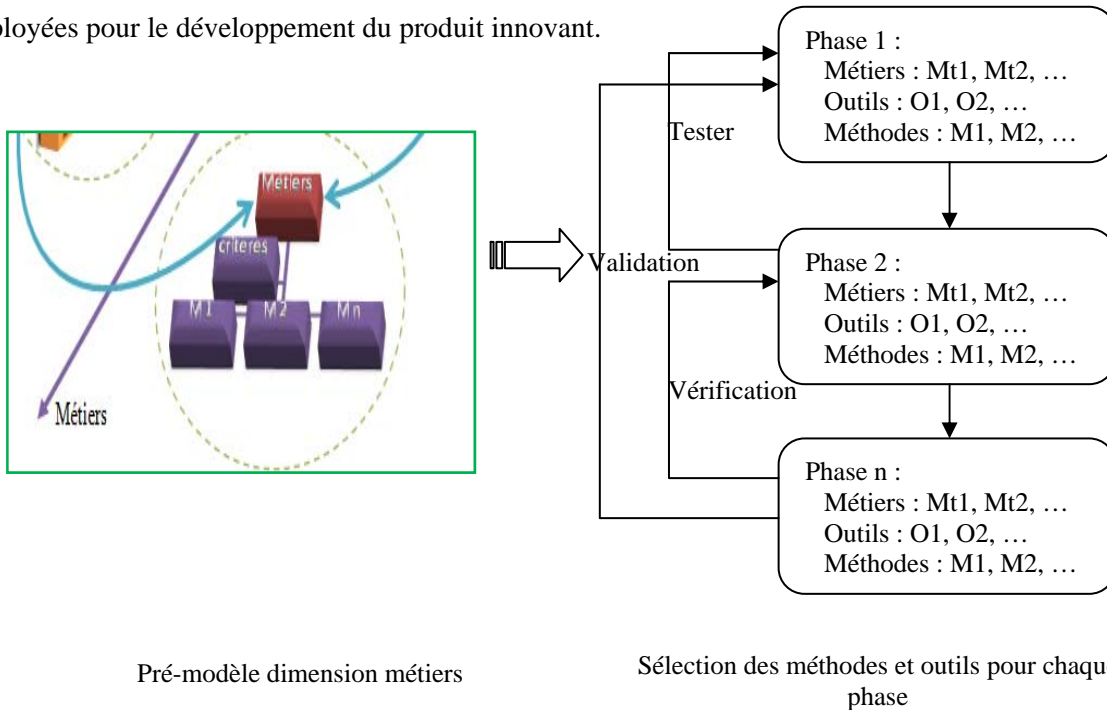 pour le développement du produit innovant.
Phase 1 :
Métiers : Mt1, Mt2, …
Outils : O1, O2, …
Méthodes : M1, M2, …
Tester
Métiers
critères
M1
M2
Mn
Métiers
Validation
Phase 2 :
Métiers : Mt1, Mt2, …
Outils : O1, O2, …
Méthodes : M1, M2, …
Vérification
Phase n :
Métiers : Mt1, Mt2, …
Outils : O1, O2, …
Méthodes : M1, M2, …
Pré-modèle dimension métiers
Sélection des méthodes et outils pour
phase